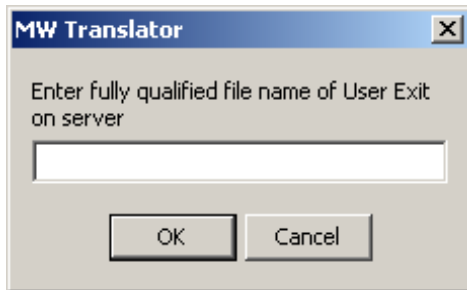 MW Translator
Enter fully qualified file name of User Exit
on server
OK
Cancel